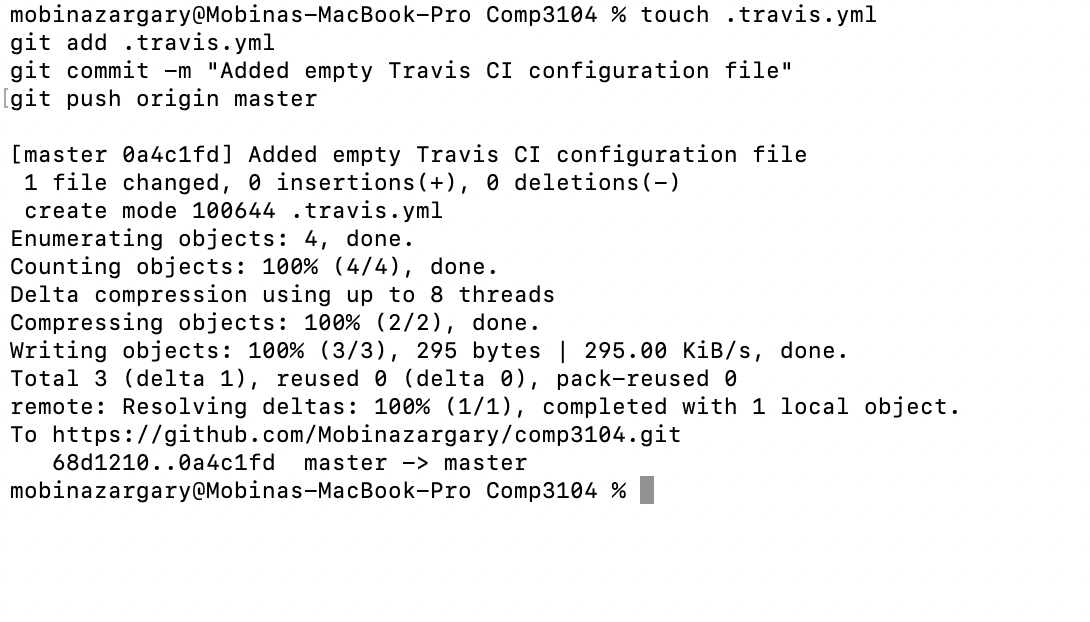 mobinazargary@Mobinas-MacBook-Pro Comp3104 % touch .travis.yml
git add .travis.yml
git commit -m "Added empty Travis CI configuration file"
[git push origin master
[master 0a4c1fd] Added empty Travis CI configuration file
 1 file changed, 0 insertions(+), 0 deletions(-)
 create mode 100644 .travis.yml
Enumerating objects: 4, done.
Counting objects: 100% (4/4), done.
Delta compression using up to 8 threads
Compressing objects: 100% (2/2), done.
Writing objects: 100% (3/3), 295 bytes | 295.00 KiB/s, done.
Total 3 (delta 1), reused 0 (delta 0), pack-reused 0
remote: Resolving deltas: 100% (1/1), completed with 1 local object.
To https://github.com/Mobinazargary/comp3104.git
   68d1210..0a4c1fd  master -> master
mobinazargary@Mobinas-MacBook-Pro Comp3104 %